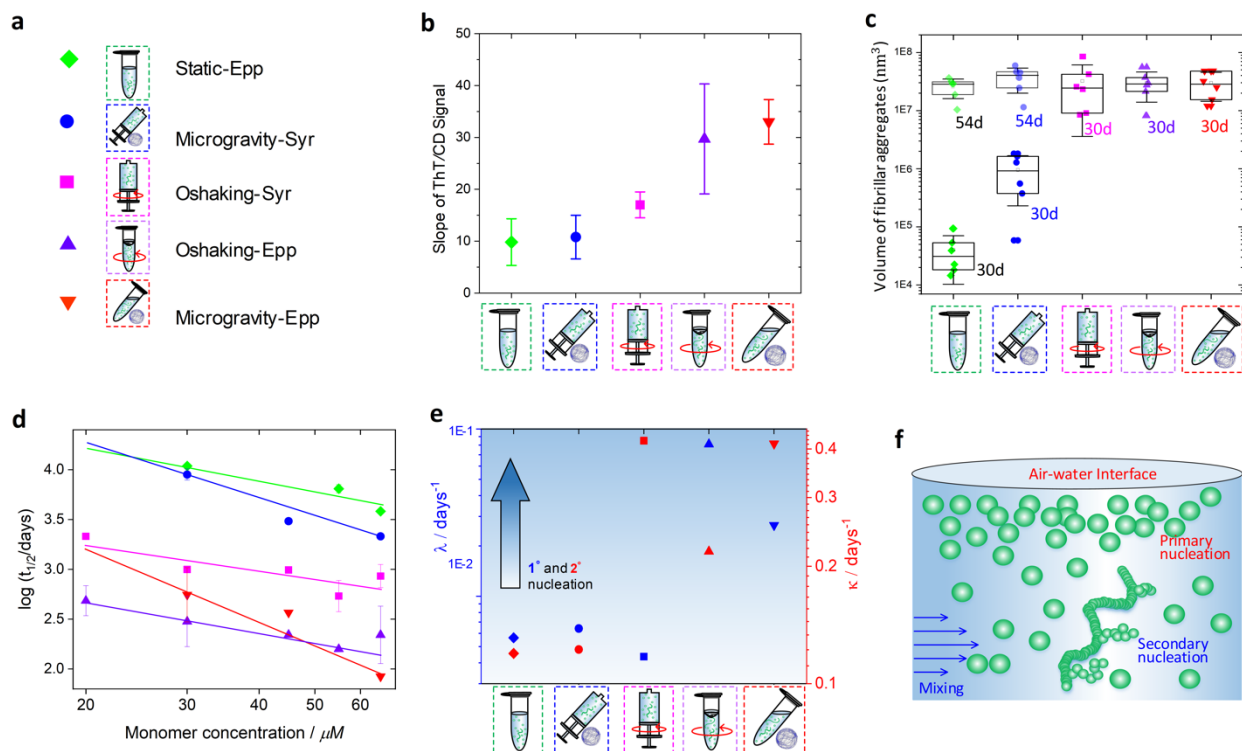 a
Static-Epp
Microgravity-Syr
Oshaking-Syr
Oshaking-Epp
Microgravity-Epp
b
Slope of ThT/CD Signal
50
40
30
20
10
0
c
Volume of fibrillar aggregates (nm³)
1E8
1E7
1E6
1E5
1E4
54d
54d
30d
30d
30d
30d
30d
d
log (t1/2/days)
4.0
3.5
3.0
2.5
2.0
20
30
40
50
60
Monomer concentration / μM
e
λ / days-1
1E-1
1E-2
1° and 2°
nucleation
0.4
0.3
0.2
0.1
κ / days-1
f
Air-water Interface
Primary
nucleation
Secondary
nucleation
Mixing